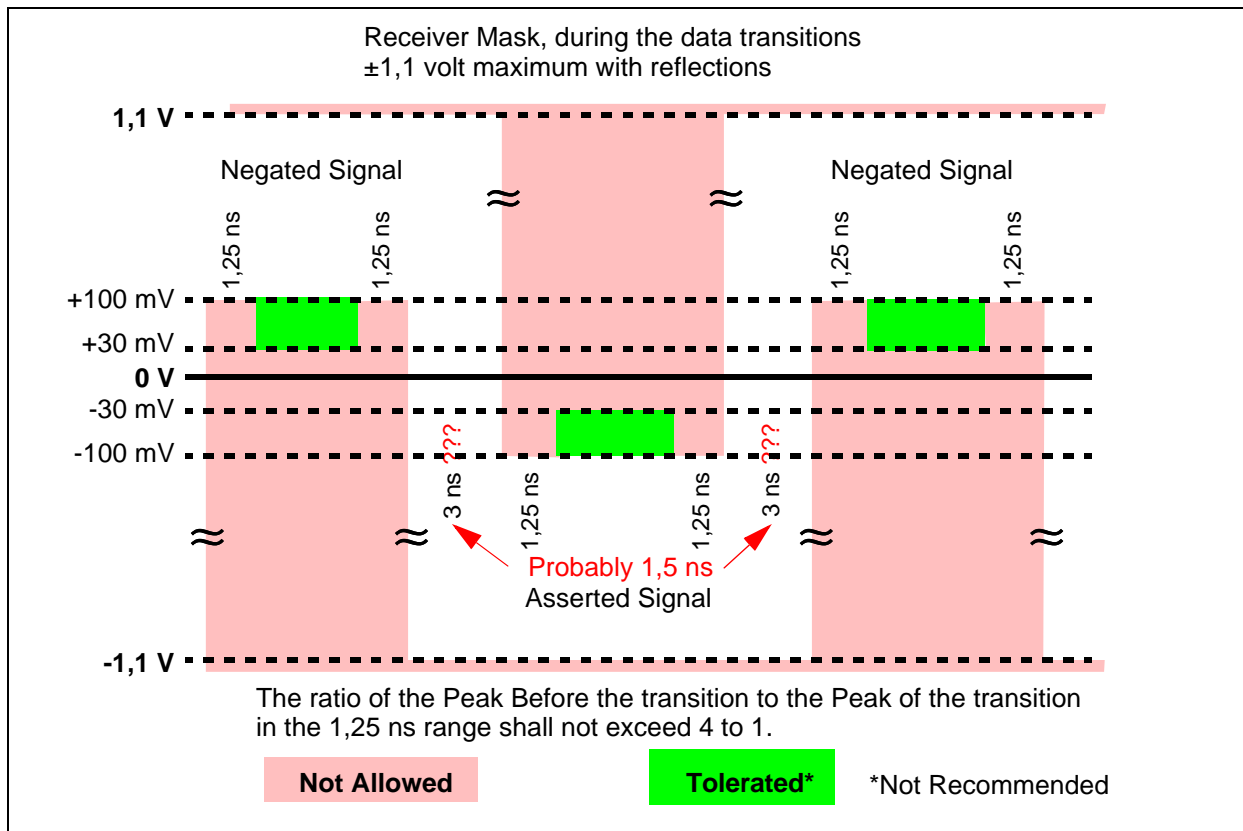 Receiver Mask, during the data transitions
±1,1 volt maximum with reflections
1,1 V
Negated Signal
Negated Signal
1,25 ns
1,25 ns
1,25 ns
1,25 ns
+100 mV
+30 mV
0 V
-30 mV
-100 mV
3 ns ???
1,25 ns
1,25 ns
3 ns ???
Probably 1,5 ns
Asserted Signal
-1,1 V
The ratio of the Peak Before the transition to the Peak of the transition
in the 1,25 ns range shall not exceed 4 to 1.
Not Allowed
Tolerated*
*Not Recommended